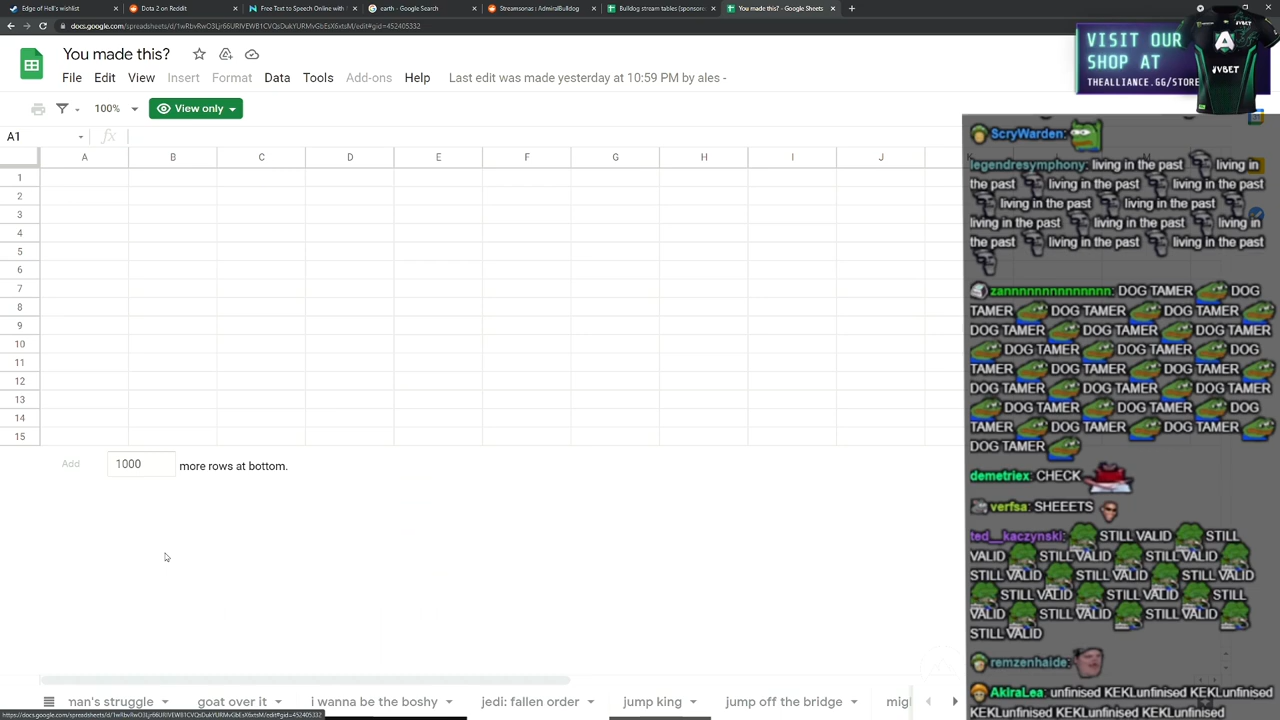 Edge of Hell's wishlist
Dota 2 on Reddit
Free Text to Speech Online with
earth - Google Search
Streamsonas : AdmiralBulldog
Bulldog stream tables (sponsore
You made this? - Google Sheets
docs.google.com/spreadsheets/d/
VISIT OUR
SHOP AT
THEALLIANCE.GG/STORE
VBET
You made this?
File Edit View Insert Format Data Tools Add-ons Help Last edit was made yesterday at 10:59 PM by ales -
100% View only
A1 fx
A B C D E F G H I J K
1
2
3
4
5
6
7
8
9
10
11
12
13
14
15
Add 1000 more rows at bottom.
man's struggle goat over it i wanna be the boshy jedi: fallen order jump king jump off the bridge migl
ScryWarden:
legendresymphony: living in the past living in
the past living in the past living in the past
living in the past living in the past
living in the past living in the past living in
the past living in the past living in the past
zannnnnnnnnnnnnn: DOG TAMER DOG
TAMER DOG TAMER DOG TAMER
DOG TAMER DOG TAMER DOG TAMER
DOG TAMER DOG TAMER DOG
TAMER DOG TAMER DOG TAMER
DOG TAMER DOG TAMER DOG TAMER
DOG TAMER DOG TAMER DOG
TAMER DOG TAMER DOG TAMER
DOG TAMER
demetriex: CHECK
verfsa: SHEEETS
ted__kaczynski: STILL VALID STILL
VALID STILL VALID STILL VALID
STILL VALID STILL VALID STILL VALID
STILL VALID STILL VALID STILL
VALID STILL VALID STILL VALID
STILL VALID
remzenhalde:
AkiraLea: unfinised KEKLunfinised KEKLunfinised
KEKLunfinised KEKLunfinised KEKLunfinised